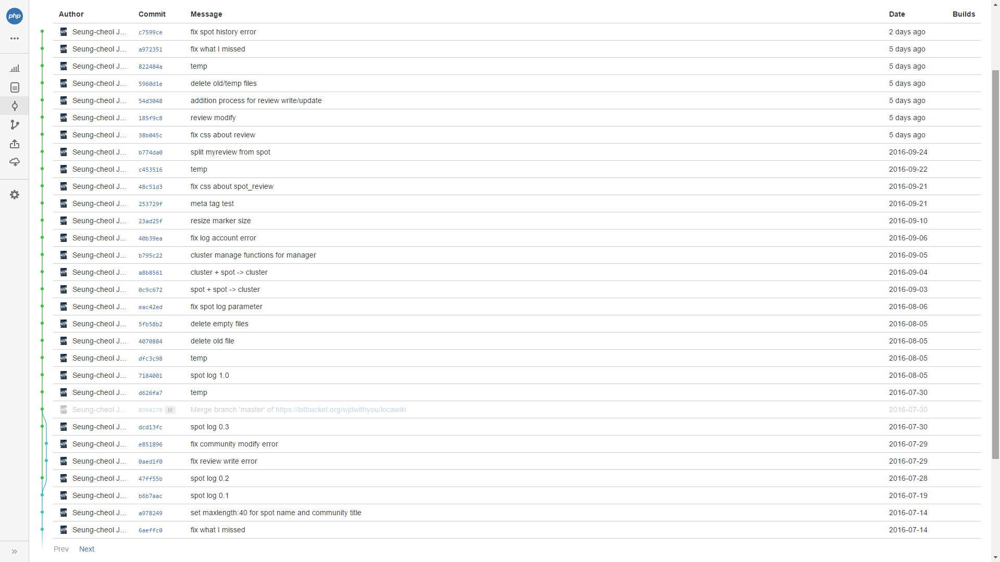 php
Author Commit Message Date Builds
Seung-cheol J... c7599ce fix spot history error 2 days ago
Seung-cheol J... a972351 fix what I missed 5 days ago
Seung-cheol J... 822484a temp 5 days ago
Seung-cheol J... 5960d1e delete old/temp files 5 days ago
Seung-cheol J... 54d3048 addition process for review write/update 5 days ago
Seung-cheol J... 185f9c8 review modify 5 days ago
Seung-cheol J... 38b045c fix css about review 5 days ago
Seung-cheol J... b774da0 split myreview from spot 2016-09-24
Seung-cheol J... c453516 temp 2016-09-22
Seung-cheol J... 48c51d3 fix css about spot_review 2016-09-21
Seung-cheol J... 253729f meta tag test 2016-09-21
Seung-cheol J... 23ad25f resize marker size 2016-09-10
Seung-cheol J... 40b39ea fix log account error 2016-09-06
Seung-cheol J... b795c22 cluster manage functions for manager 2016-09-05
Seung-cheol J... a8b8561 cluster + spot -> cluster 2016-09-04
Seung-cheol J... 0c9c672 spot + spot -> cluster 2016-09-03
Seung-cheol J... eac42ed fix spot log parameter 2016-08-06
Seung-cheol J... 5fb58b2 delete empty files 2016-08-05
Seung-cheol J... 4070884 delete old file 2016-08-05
Seung-cheol J... dfc3c98 temp 2016-08-05
Seung-cheol J... 7184001 spot log 1.0 2016-08-05
Seung-cheol J... d626fa7 temp 2016-07-30
Seung-cheol J... 0394278 M Merge branch 'master' of https://bitbucket.org/wjdwithyou/locawiki 2016-07-30
Seung-cheol J... dcd13fc spot log 0.3 2016-07-30
Seung-cheol J... e851896 fix community modify error 2016-07-29
Seung-cheol J... 0aed1f0 fix review write error 2016-07-29
Seung-cheol J... 47ff55b spot log 0.2 2016-07-28
Seung-cheol J... b6b7aac spot log 0.1 2016-07-19
Seung-cheol J... a978249 set maxlength:40 for spot name and community title 2016-07-14
Seung-cheol J... 6aeffc0 fix what I missed 2016-07-14
Prev Next